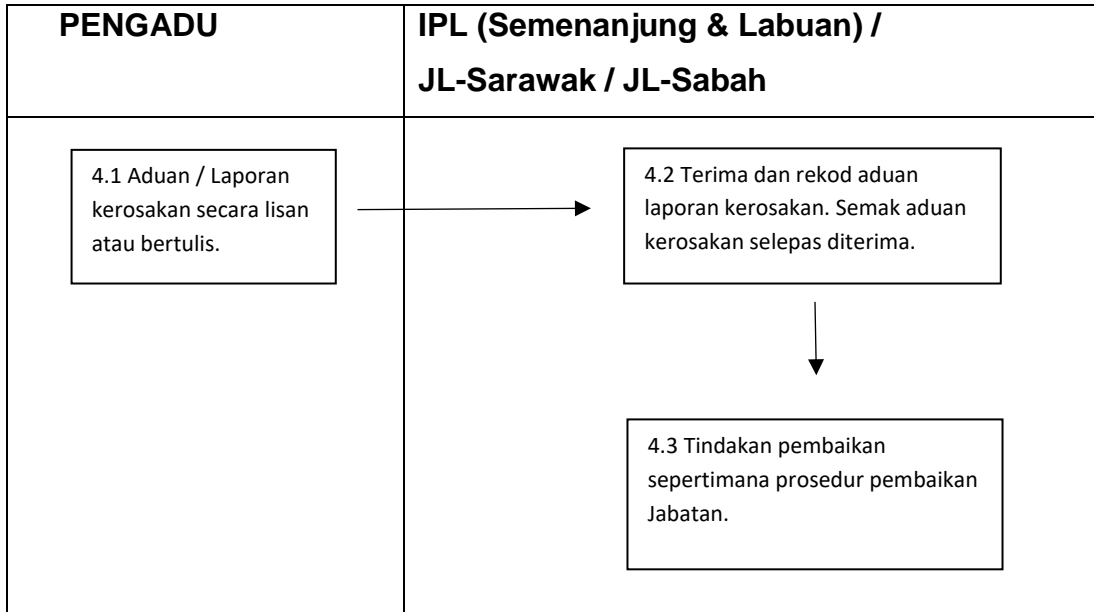 PENGADU
IPL (Semenanjung & Labuan) /
JL-Sarawak / JL-Sabah
4.1 Aduan / Laporan
kerosakan secara lisan
atau bertulis.
4.2 Terima dan rekod aduan
laporan kerosakan. Semak aduan
kerosakan selepas diterima.
4.3 Tindakan pembaikan
sepertimana prosedur pembaikan
Jabatan.